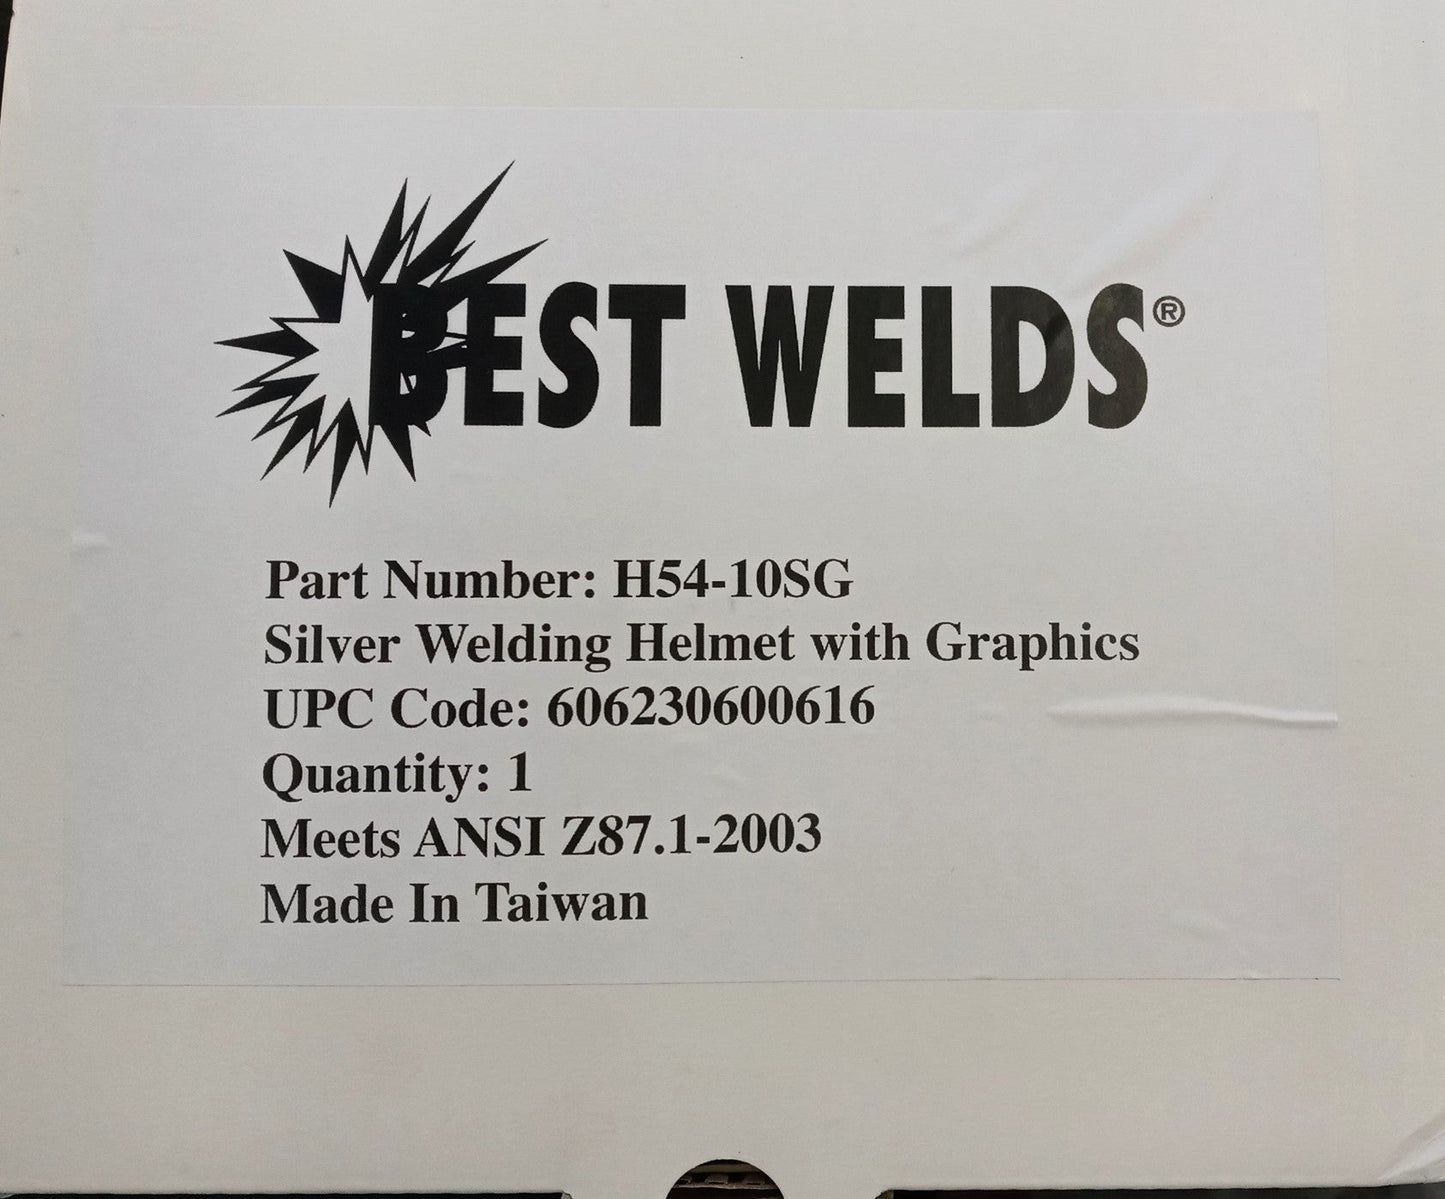 BEST WELDS®
Part Number: H54-10SG
Silver Welding Helmet with Graphics
UPC Code: 606230600616
Quantity: 1
Meets ANSI Z87.1-2003
Made In Taiwan